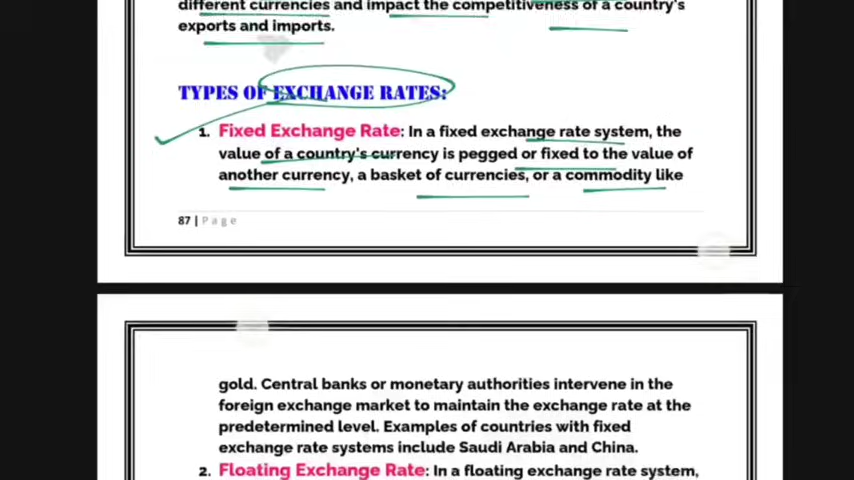 different currencies and impact the competitiveness of a country's
exports and imports.
TYPES OF EXCHANGE RATES:
1. Fixed Exchange Rate: In a fixed exchange rate system, the
value of a country's currency is pegged or fixed to the value of
another currency, a basket of currencies, or a commodity like
87 | Page
gold. Central banks or monetary authorities intervene in the
foreign exchange market to maintain the exchange rate at the
predetermined level. Examples of countries with fixed
exchange rate systems include Saudi Arabia and China.
2. Floating Exchange Rate: In a floating exchange rate system,